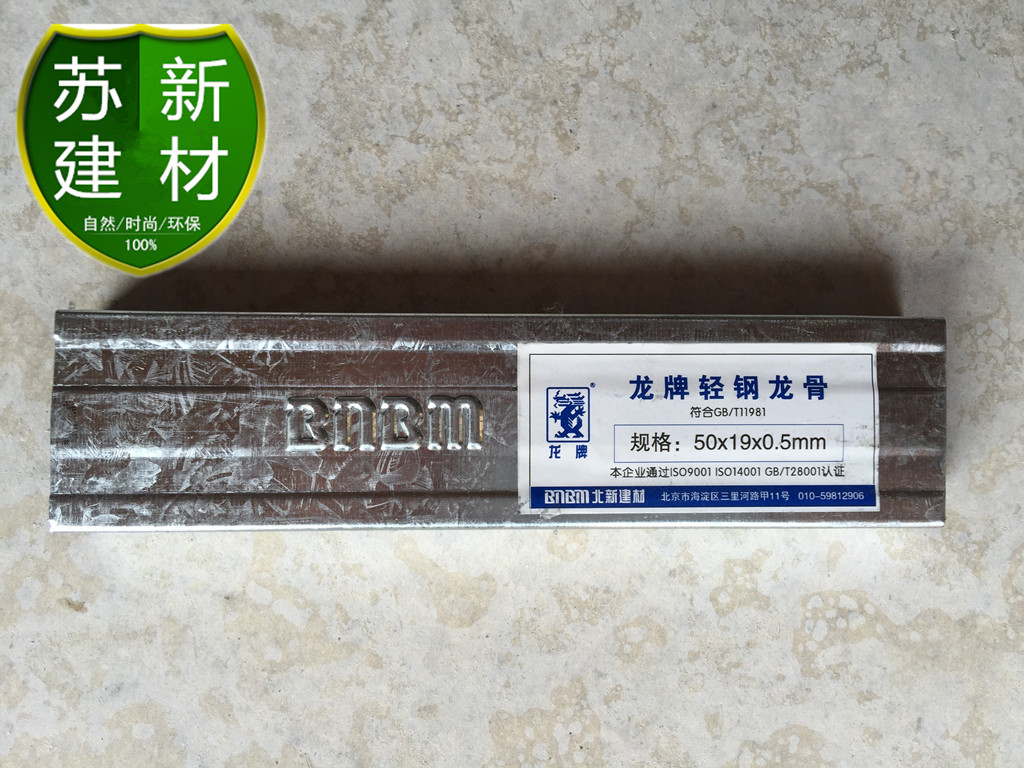 苏新
建材
自然/时尚/环保
100%
BNBM
龙牌轻钢龙骨
符合GB/T11981
龙牌
规格：50x19x0.5mm
本企业通过ISO9001 ISO14001 GB/T28001认证
BNBM北新建材 北京市海淀区三里河路甲11号 010-59812906